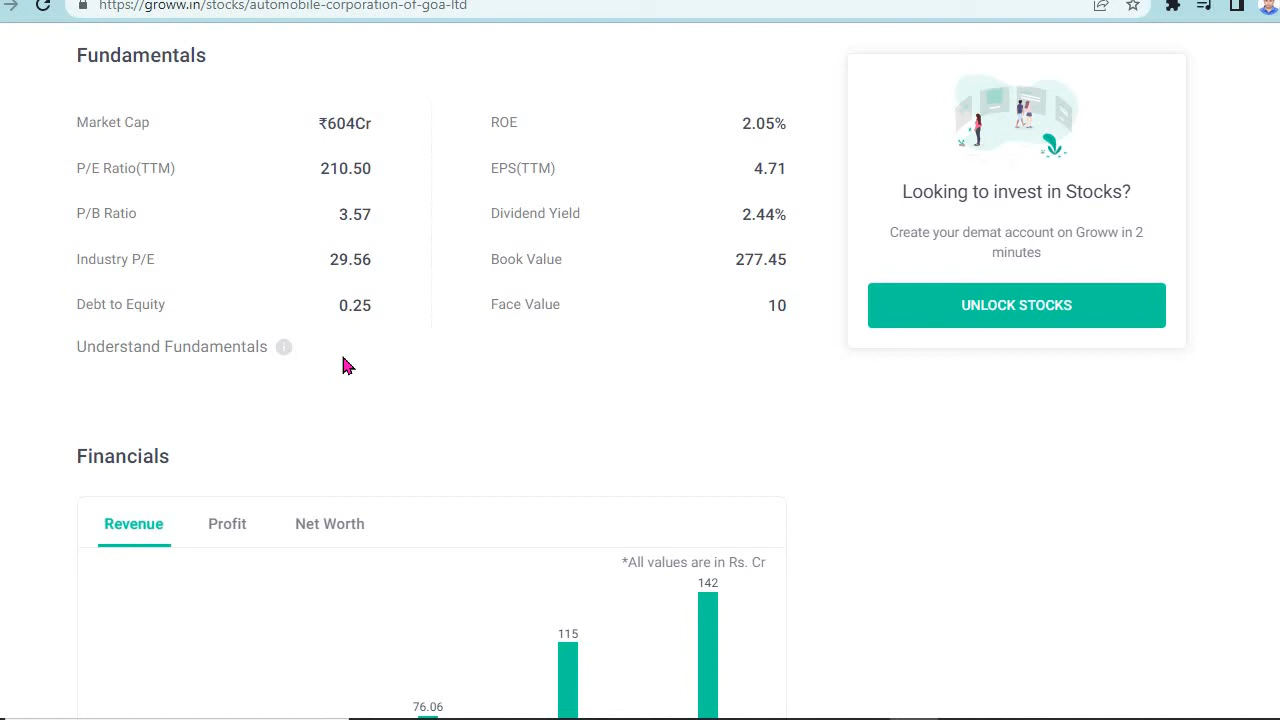 https://groww.in/stocks/automobile-corporation-of-goa-ltd
Fundamentals
Market Cap ₹604Cr
P/E Ratio(TTM) 210.50
P/B Ratio 3.57
Industry P/E 29.56
Debt to Equity 0.25
Understand Fundamentals
ROE 2.05%
EPS(TTM) 4.71
Dividend Yield 2.44%
Book Value 277.45
Face Value 10
Looking to invest in Stocks?
Create your demat account on Groww in 2
minutes
UNLOCK STOCKS
Financials
Revenue Profit Net Worth
*All values are in Rs. Cr
142
115
76.06